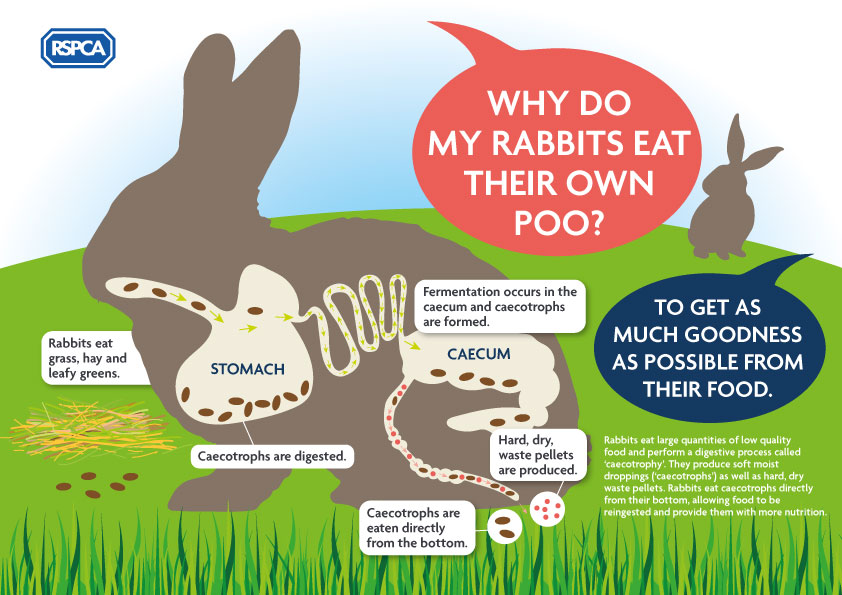 RSPCA
WHY DO
MY RABBITS EAT
THEIR OWN
POO?
TO GET AS
MUCH GOODNESS
AS POSSIBLE FROM
THEIR FOOD.
Rabbits eat
grass, hay and
leafy greens.
STOMACH
Caecotrophs are digested.
Fermentation occurs in the
caecum and caecotrophs
are formed.
CAECUM
Hard, dry,
waste pellets
are produced.
Caecotrophs are
eaten directly
from the bottom.
Rabbits eat large quantities of low quality
food and perform a digestive process called
‘caecotrophy’. They produce soft moist
droppings (‘caecotrophs’) as well as hard, dry
waste pellets. Rabbits eat caecotrophs directly
from their bottom, allowing food to be
reingested and provide them with more nutrition.